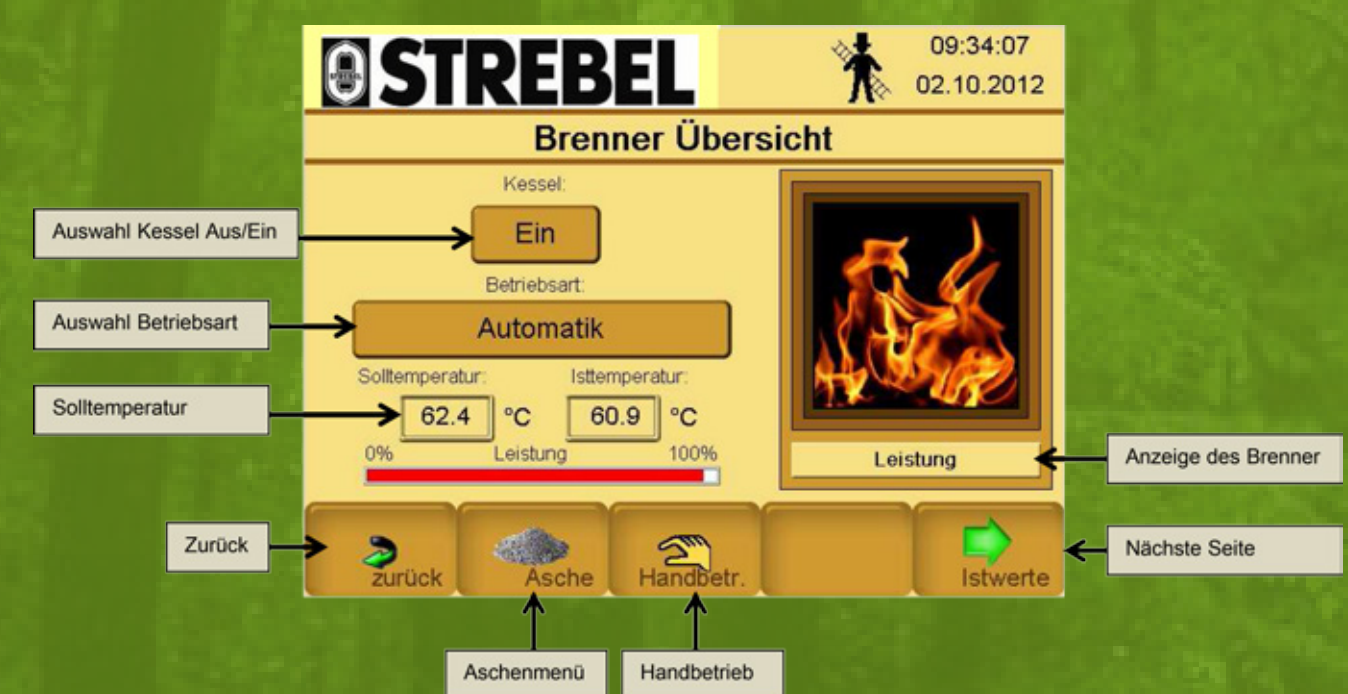 STREBEL
09:34:07
02.10.2012
Brenner Übersicht
Kessel:
Auswahl Kessel Aus/Ein
Ein
Betriebsart:
Auswahl Betriebsart
Automatik
Solltemperatur:
Isttemperatur:
Solltemperatur
62.4 °C
60.9 °C
0% Leistung 100%
Leistung
Anzeige des Brenner
Zurück
zurück
Asche
Handbetr.
Istwerte
Nächste Seite
Aschenmenü
Handbetrieb